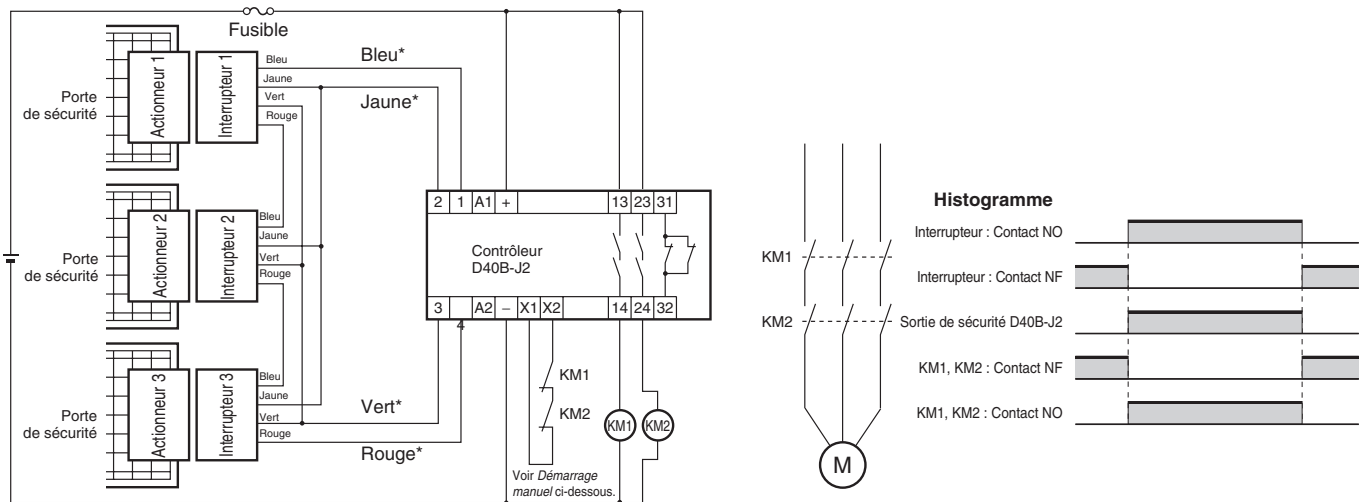 Fusible
Porte
de sécurité
Actionneur 1
Interrupteur 1
Bleu
Jaune
Vert
Rouge
Bleu*
Jaune*
Porte
de sécurité
Actionneur 2
Interrupteur 2
Bleu
Jaune
Vert
Rouge
Porte
de sécurité
Actionneur 3
Interrupteur 3
Bleu
Jaune
Vert
Rouge
Vert*
Rouge*
2 1 A1 + 13 23 31
Contrôleur
D40B-J2
3 4 A2 – X1 X2 14 24 32
KM1
KM2
KM1 KM2
Voir Démarrage
manuel ci-dessous.
KM1
KM2
M
Histogramme
Interrupteur : Contact NO
Interrupteur : Contact NF
Sortie de sécurité D40B-J2
KM1, KM2 : Contact NF
KM1, KM2 : Contact NO